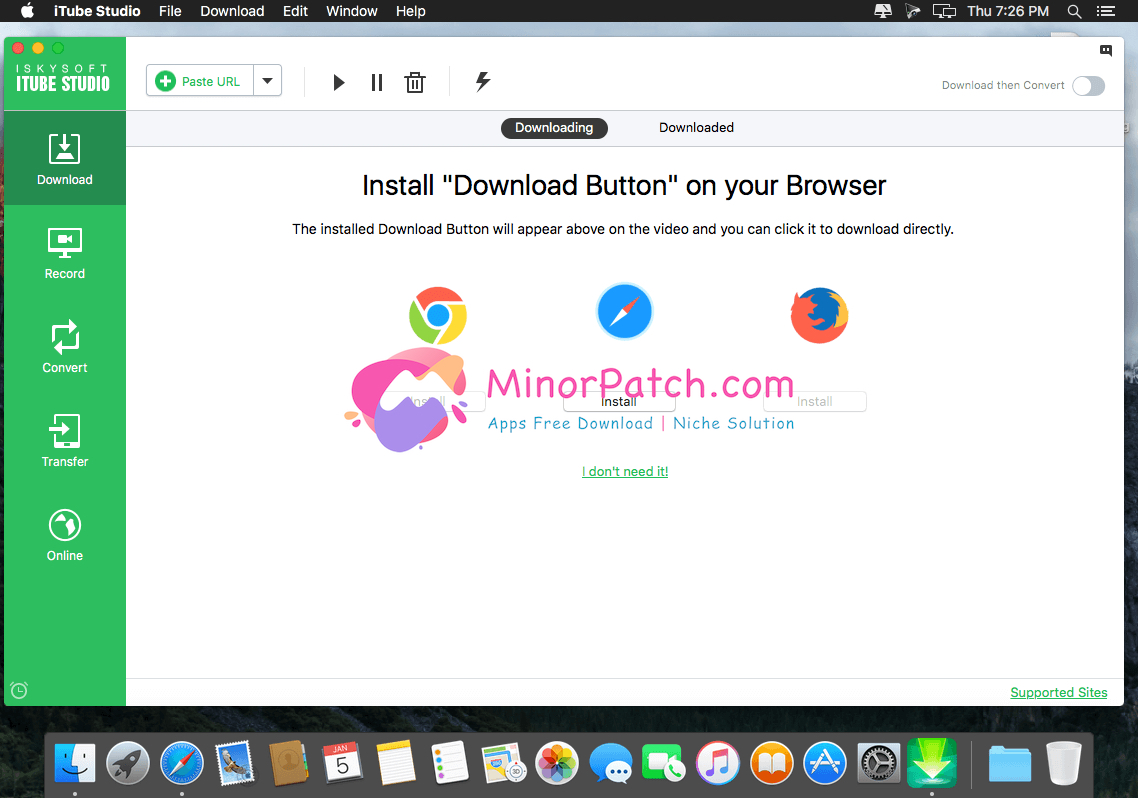 iTube Studio File Download Edit Window Help Thu 7:26 PM
ISKYSOFT
ITUBE STUDIO
Paste URL
Download then Convert
Downloading Downloaded
Download
Record
Convert
Transfer
Online
Install "Download Button" on your Browser
The installed Download Button will appear above on the video and you can click it to download directly.
MinorPatch.com
Install Install Install
Apps Free Download | Niche Solution
I don't need it!
Supported Sites
JAN
5